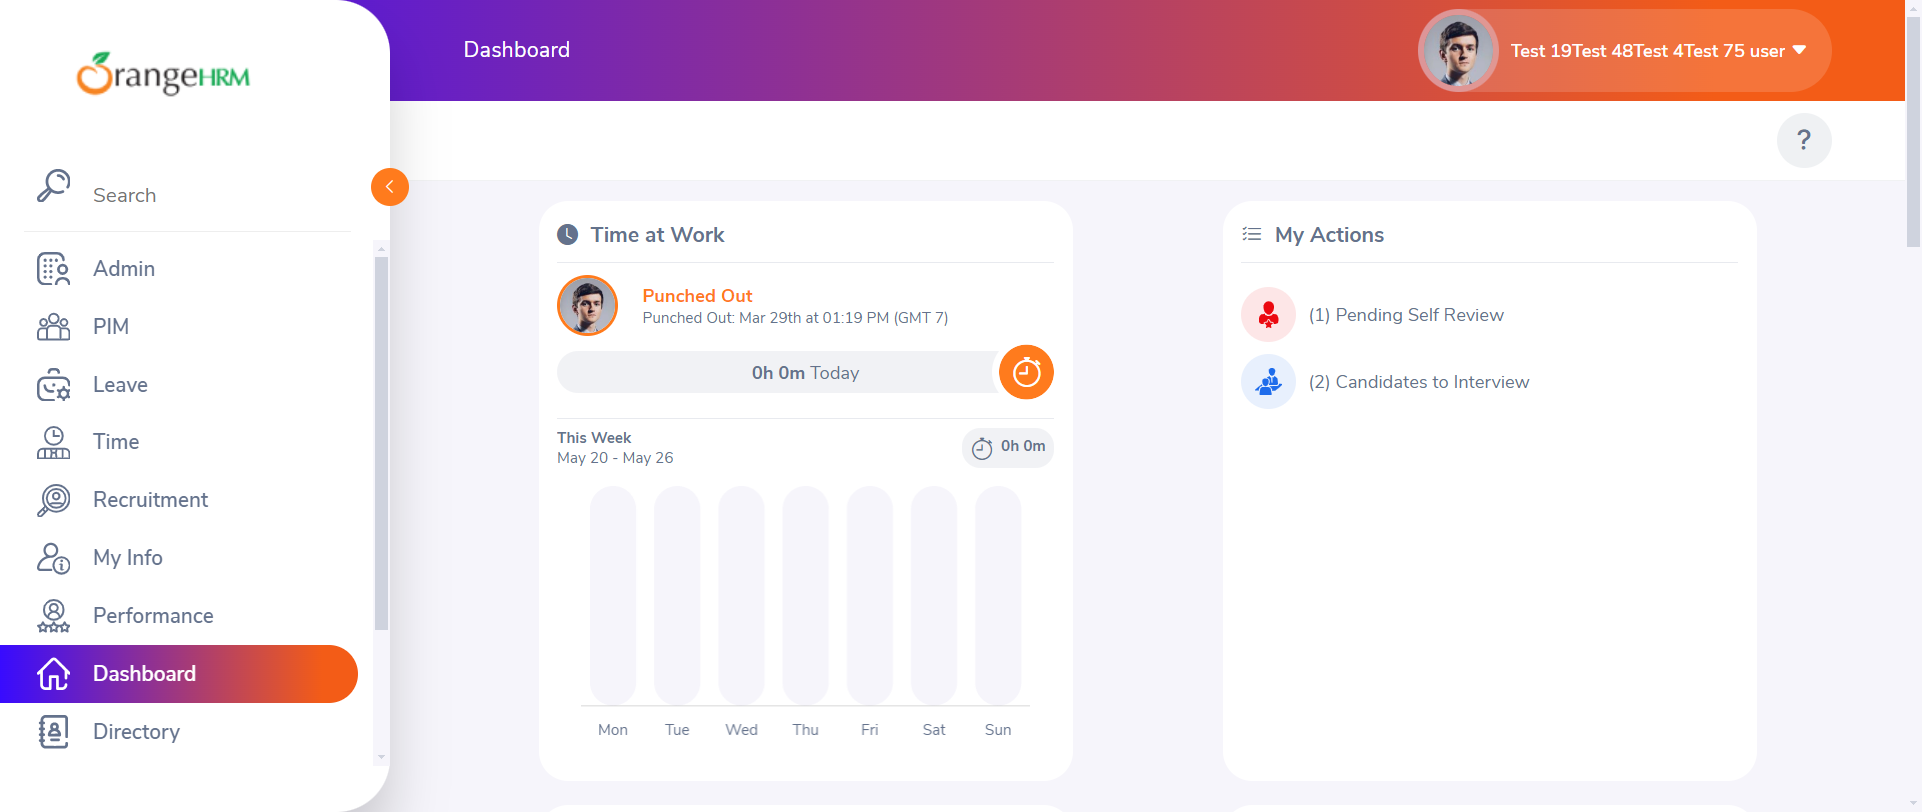 OrangeHRM
Search
Admin
PIM
Leave
Time
Recruitment
My Info
Performance
Dashboard
Directory
Dashboard
Test 19Test 48Test 4Test 75 user
?
Time at Work
Punched Out
Punched Out: Mar 29th at 01:19 PM (GMT 7)
0h 0m Today
This Week
May 20 - May 26
0h 0m
Mon Tue Wed Thu Fri Sat Sun
My Actions
(1) Pending Self Review
(2) Candidates to Interview